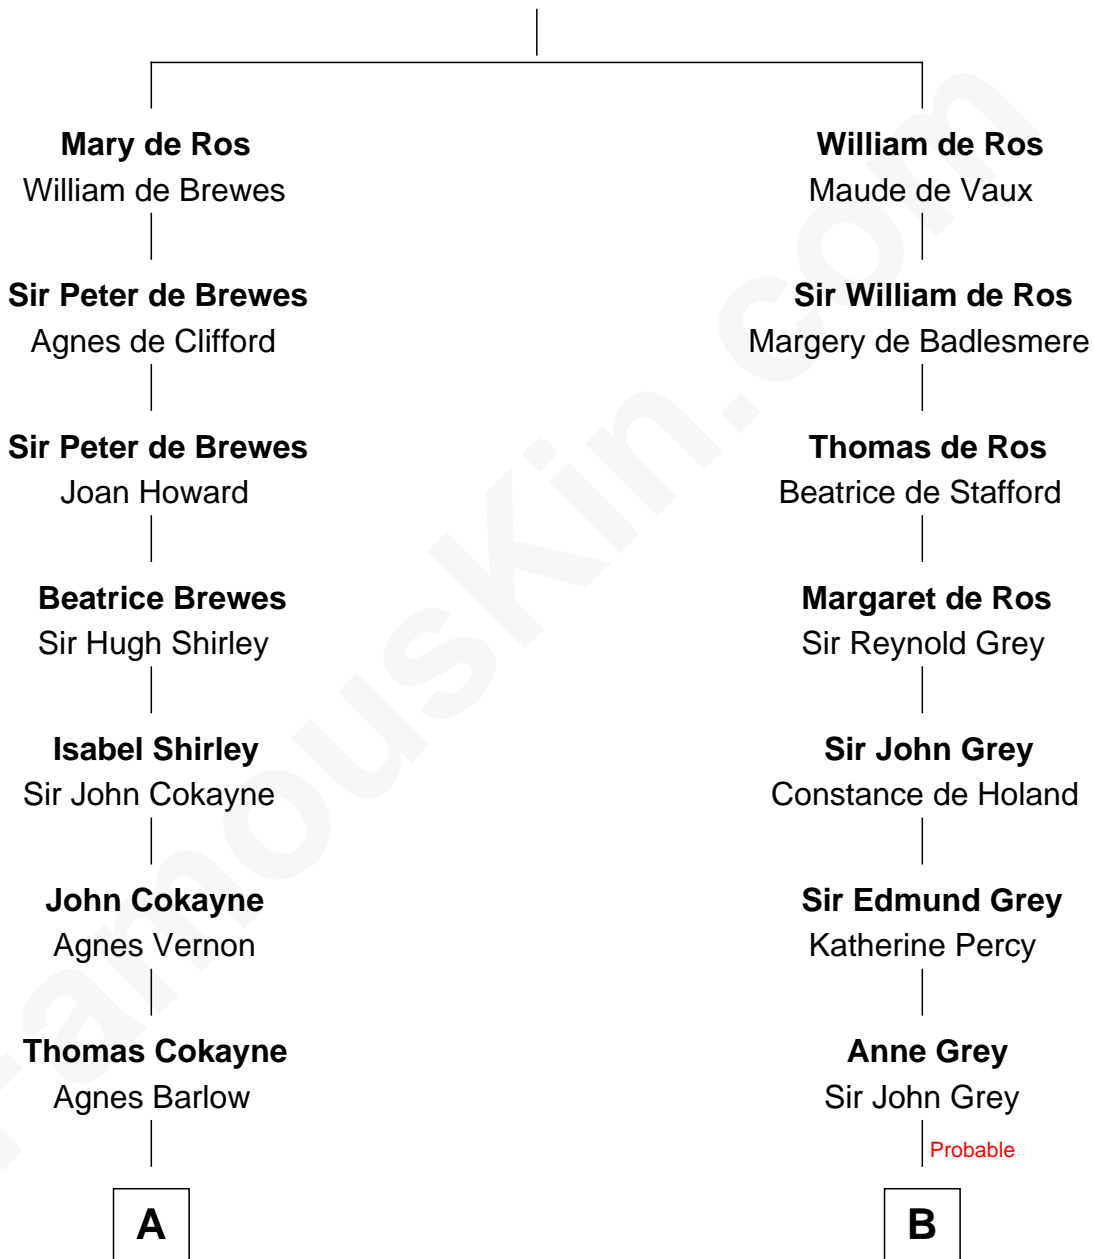 Mary de Ros
William de Brewes
Sir Peter de Brewes
Agnes de Clifford
Sir Peter de Brewes
Joan Howard
Beatrice Brewes
Sir Hugh Shirley
Isabel Shirley
Sir John Cokayne
John Cokayne
Agnes Vernon
Thomas Cokayne
Agnes Barlow
A
William de Ros
Maude de Vaux
Sir William de Ros
Margery de Badlesmere
Thomas de Ros
Beatrice de Stafford
Margaret de Ros
Sir Reynold Grey
Sir John Grey
Constance de Holand
Sir Edmund Grey
Katherine Percy
Anne Grey
Sir John Grey
Probable
B
FamousKin.com